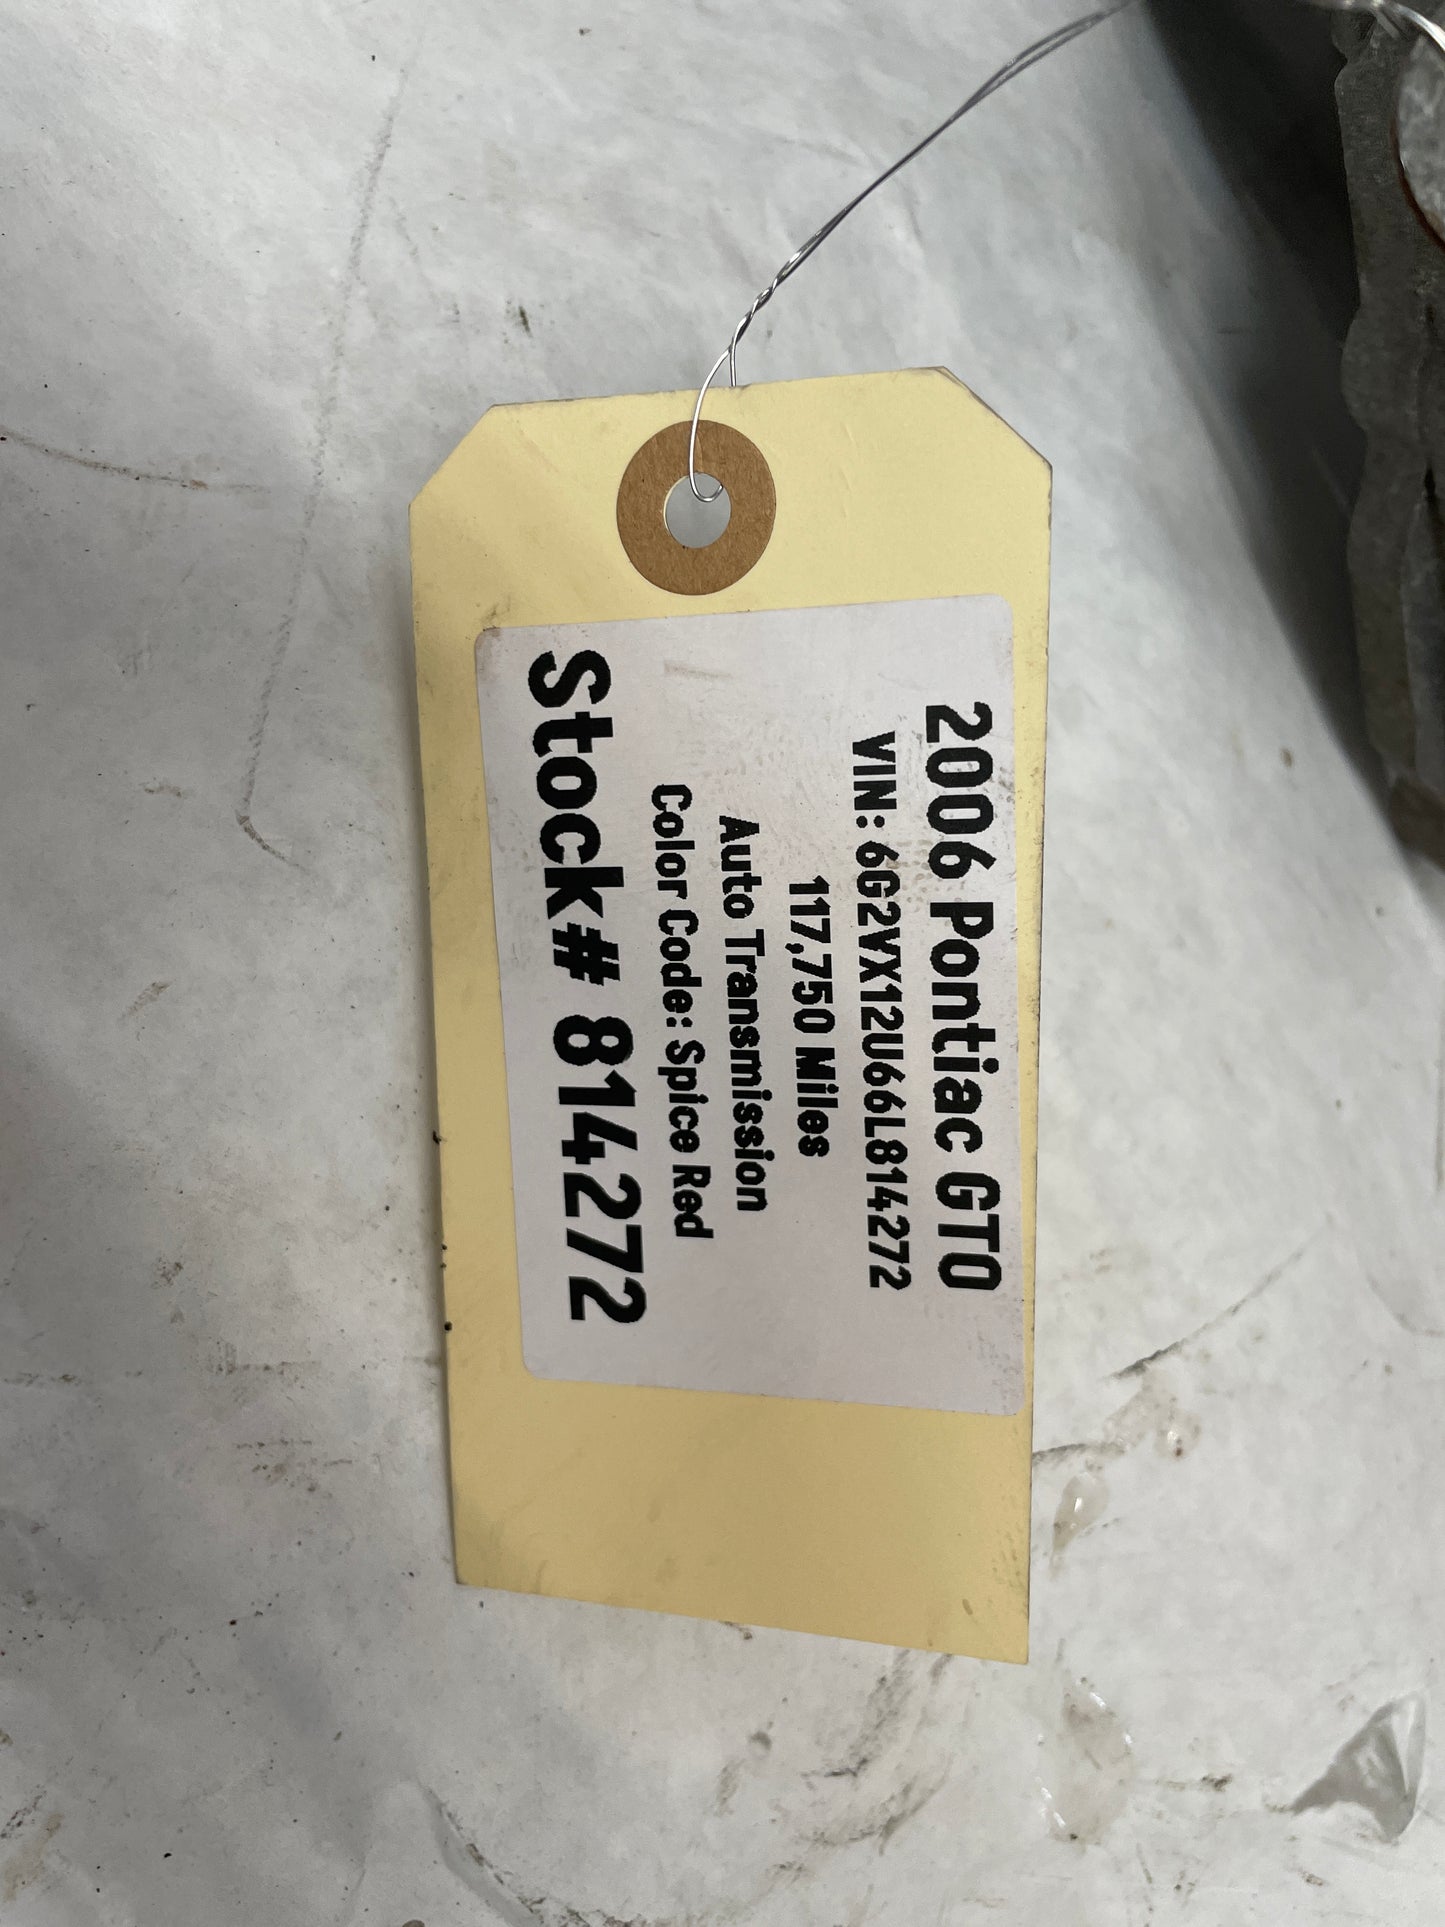 2006 Pontiac GTO
VIN: 6G2VX12U66L814272
117,750 Miles
Auto Transmission
Color Code: Spice Red
Stock# 814272